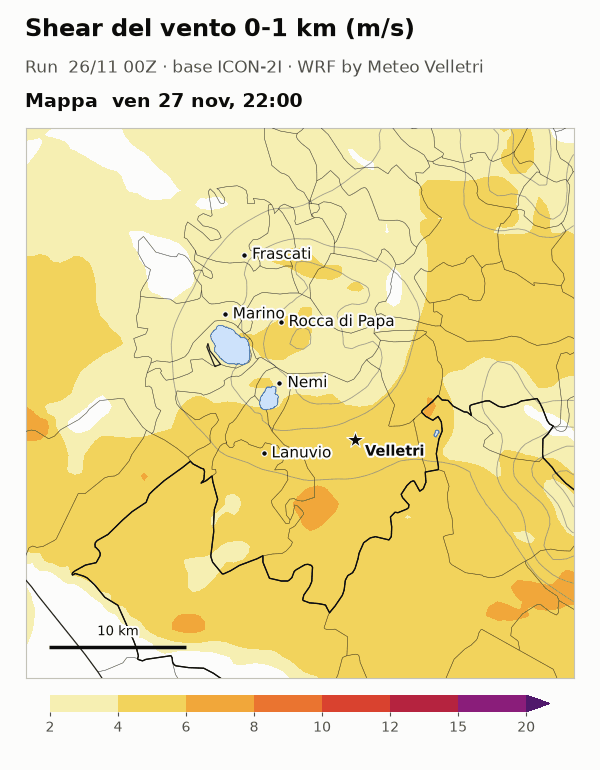 Shear del vento 0-1 km (m/s)
Run  26/11 00Z · base ICON-2I · WRF by Meteo Velletri
Mappa  ven 27 nov, 22:00
Frascati
Marino
Rocca di Papa
Nemi
Velletri
Lanuvio
10 km
2 4 6 8 10 12 15 20